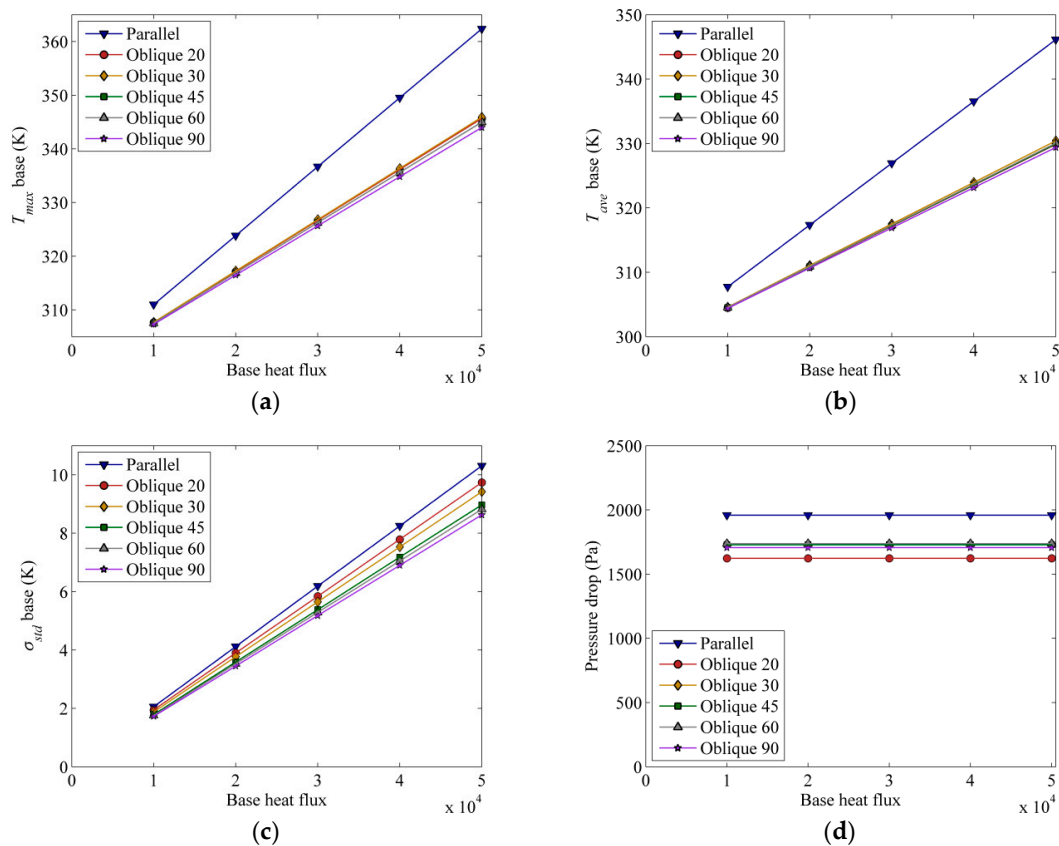 360
350
340
330
320
310
T_max base (K)
Parallel
Oblique 20
Oblique 30
Oblique 45
Oblique 60
Oblique 90
0 1 2 3 4 5
Base heat flux
x 10^4
(a)
350
340
330
320
310
300
T_ave base (K)
Parallel
Oblique 20
Oblique 30
Oblique 45
Oblique 60
Oblique 90
0 1 2 3 4 5
Base heat flux
x 10^4
(b)
10
8
6
4
2
0
σ_std base (K)
Parallel
Oblique 20
Oblique 30
Oblique 45
Oblique 60
Oblique 90
0 1 2 3 4 5
Base heat flux
x 10^4
(c)
2500
2000
1500
1000
500
0
Pressure drop (Pa)
Parallel
Oblique 20
Oblique 30
Oblique 45
Oblique 60
Oblique 90
0 1 2 3 4 5
Base heat flux
x 10^4
(d)